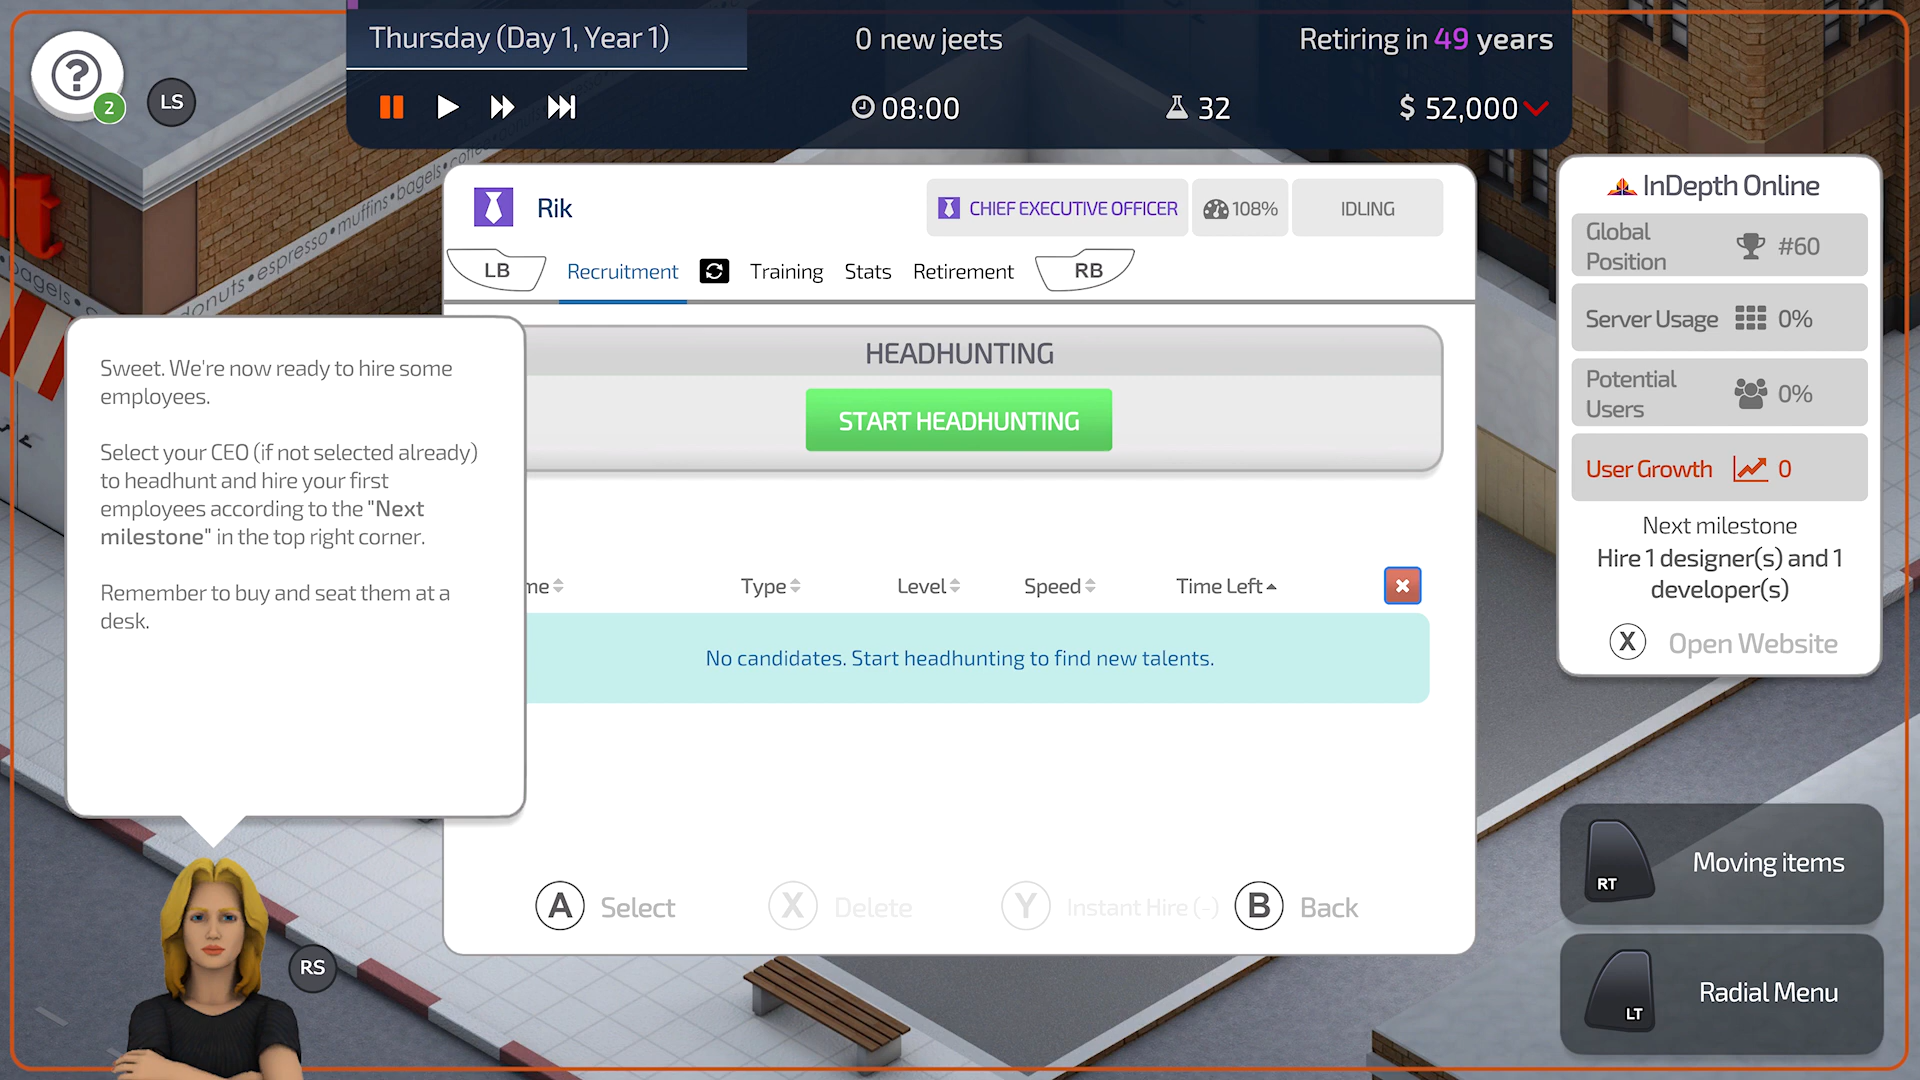 Thursday (Day 1, Year 1)
0 new jeets
Retiring in 49 years
08:00
32
$ 52,000
2
LS
Rik
CHIEF EXECUTIVE OFFICER
108%
IDLING
LB
Recruitment
Training
Stats
Retirement
RB
HEADHUNTING
START HEADHUNTING
me
Type
Level
Speed
Time Left
No candidates. Start headhunting to find new talents.
A Select
X Delete
Y Instant Hire (-)
B Back
Sweet. We're now ready to hire some
employees.
Select your CEO (if not selected already)
to headhunt and hire your first
employees according to the "Next
milestone" in the top right corner.
Remember to buy and seat them at a
desk.
RS
InDepth Online
Global
Position
#60
Server Usage
0%
Potential
Users
0%
User Growth
0
Next milestone
Hire 1 designer(s) and 1
developer(s)
X Open Website
RT
Moving items
LT
Radial Menu
donuts•espresso•muffins•bagels•coffe
bagels•
t